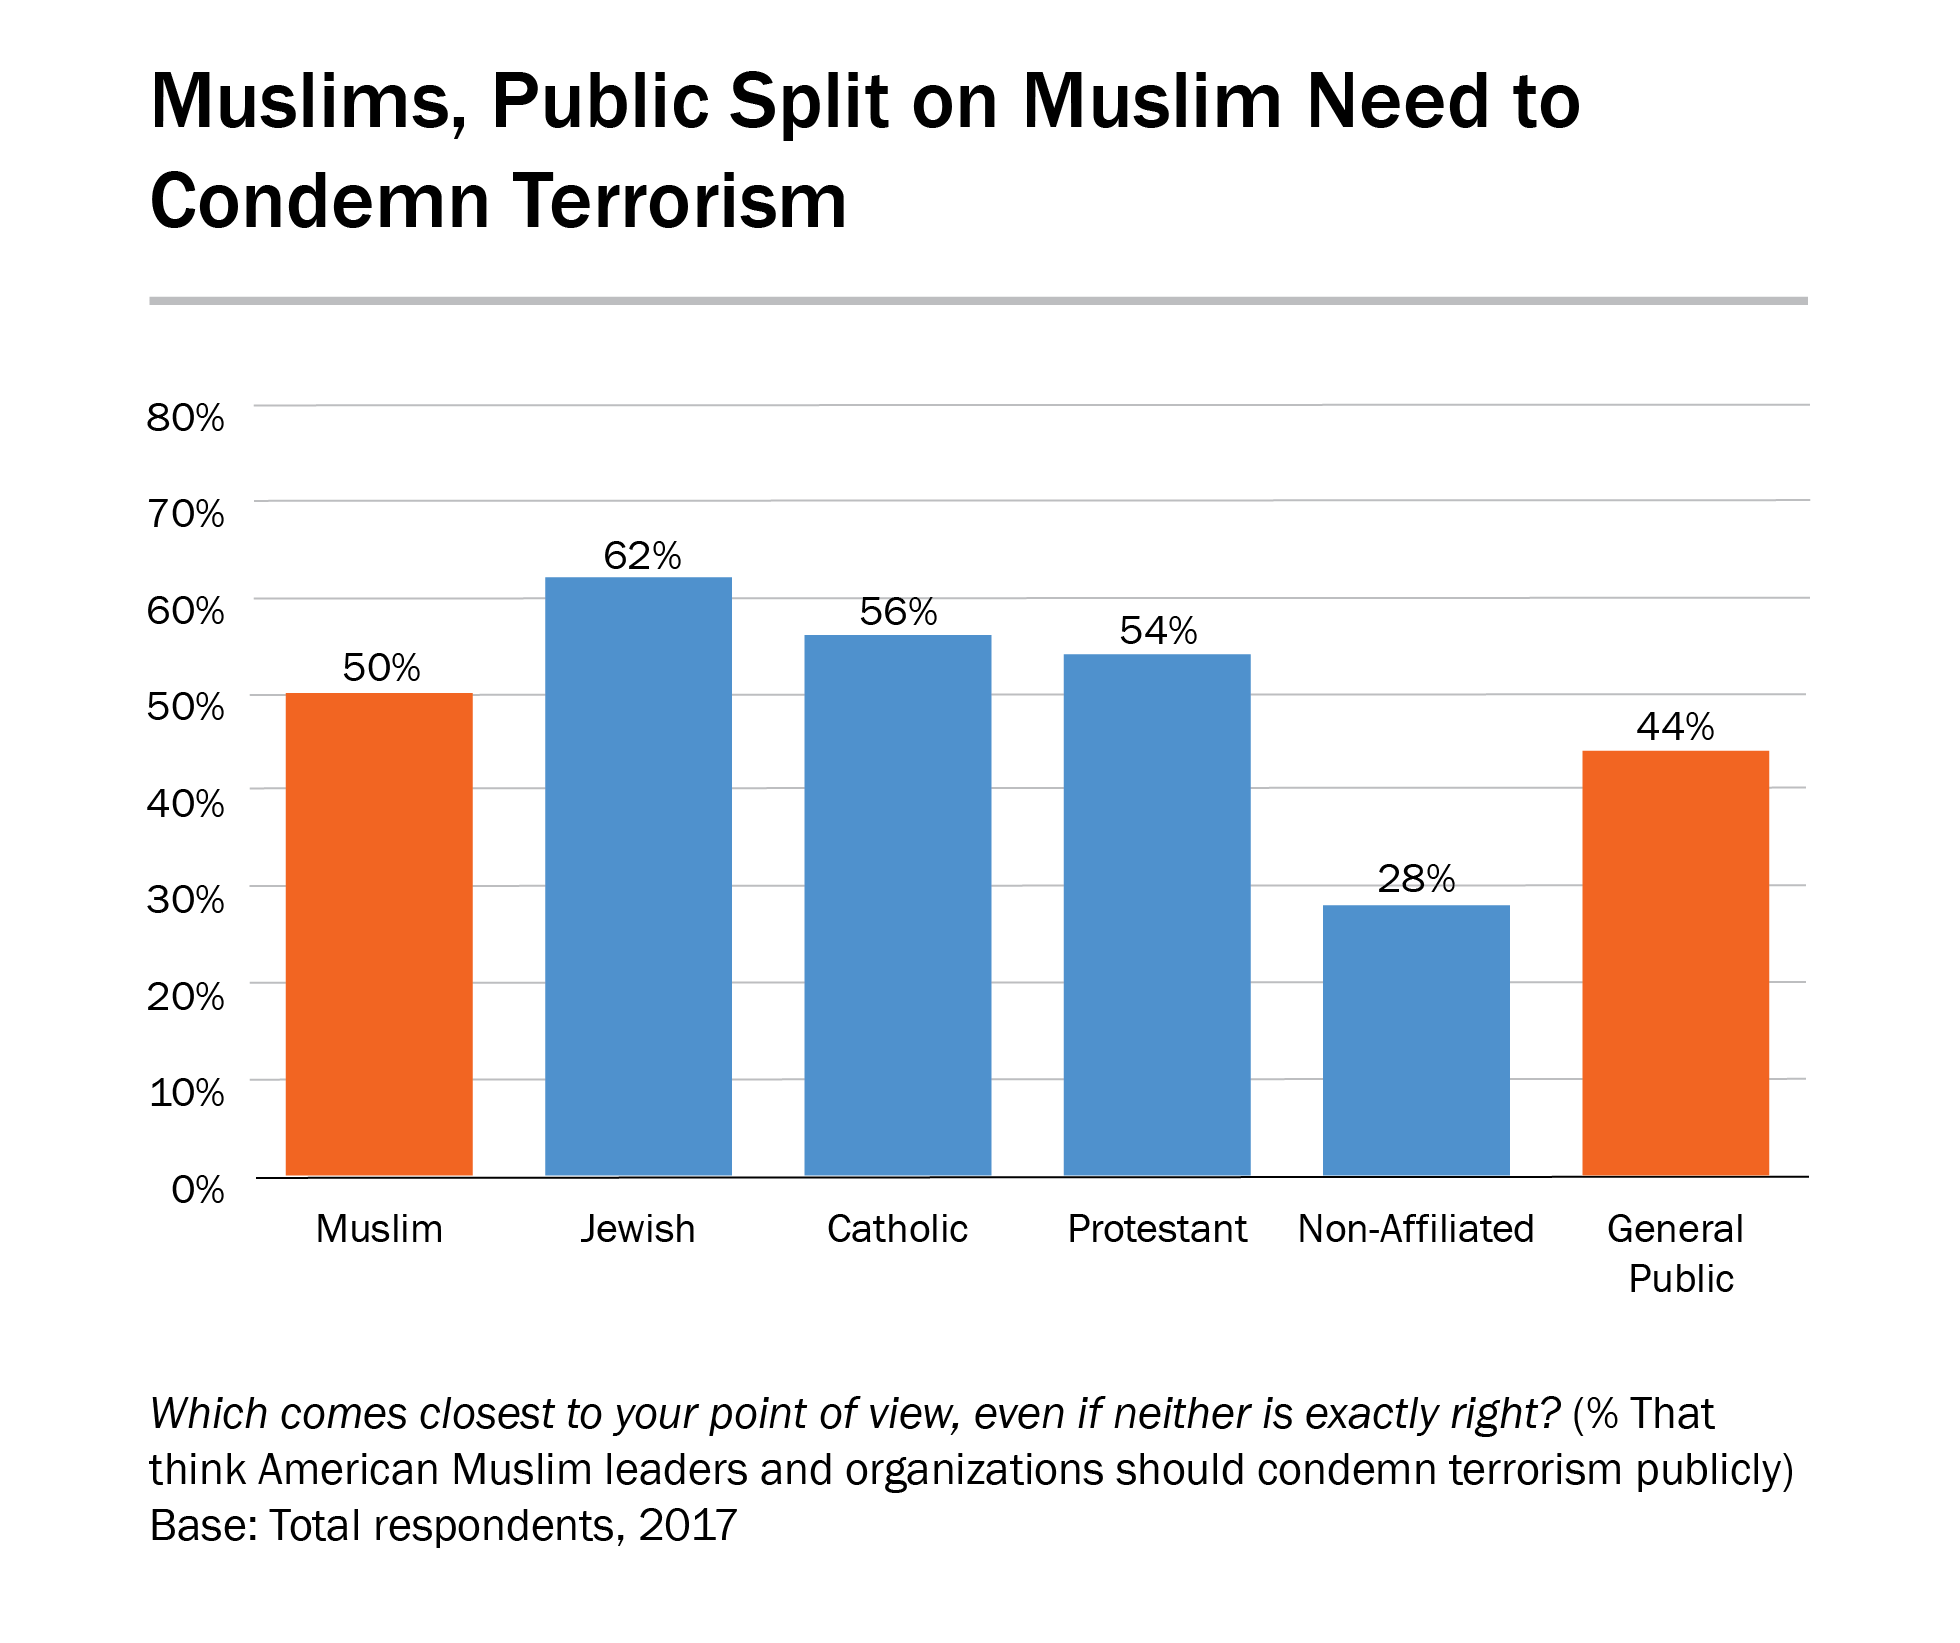 Muslims, Public Split on Muslim Need to
Condemn Terrorism
80%
70%
60%
50%
40%
30%
20%
10%
0%
50%
62%
56%
54%
28%
44%
Muslim
Jewish
Catholic
Protestant
Non-Affiliated
General
Public
Which comes closest to your point of view, even if neither is exactly right? (% That
think American Muslim leaders and organizations should condemn terrorism publicly)
Base: Total respondents, 2017